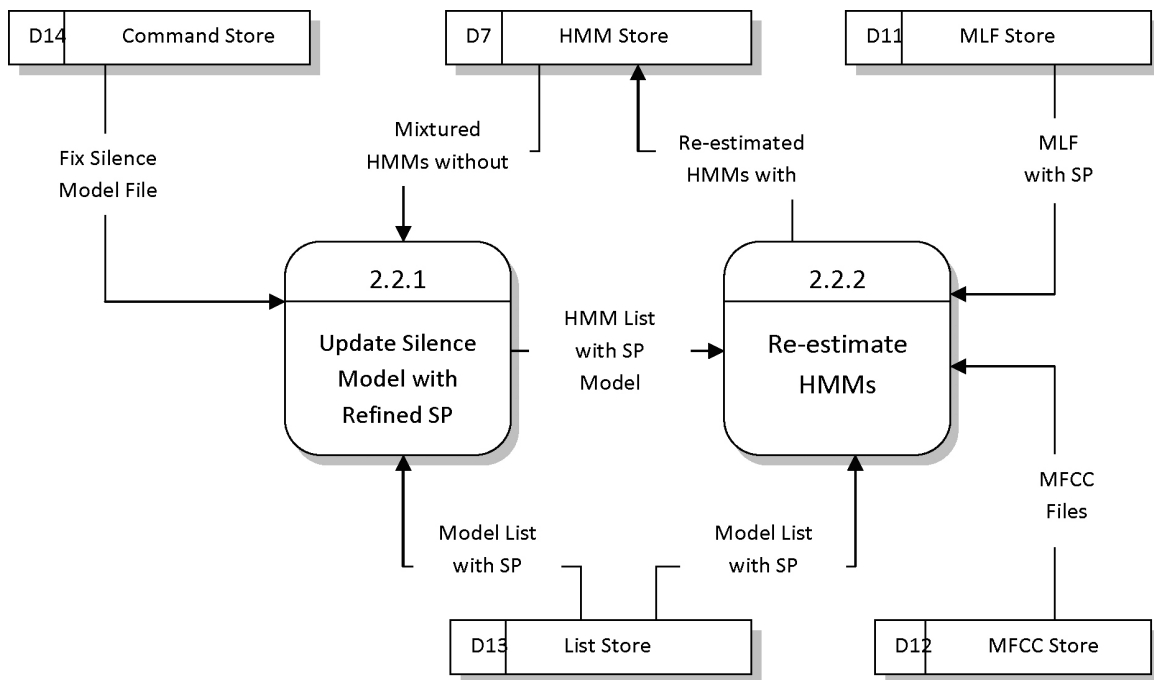 D14 Command Store
D7 HMM Store
D11 MLF Store
Fix Silence
Model File
Mixtured
HMMs without
Re-estimated
HMMs with
MLF
with SP
2.2.1
Update Silence
Model with
Refined SP
HMM List
with SP
Model
2.2.2
Re-estimate
HMMs
Model List
with SP
Model List
with SP
MFCC
Files
D13 List Store
D12 MFCC Store